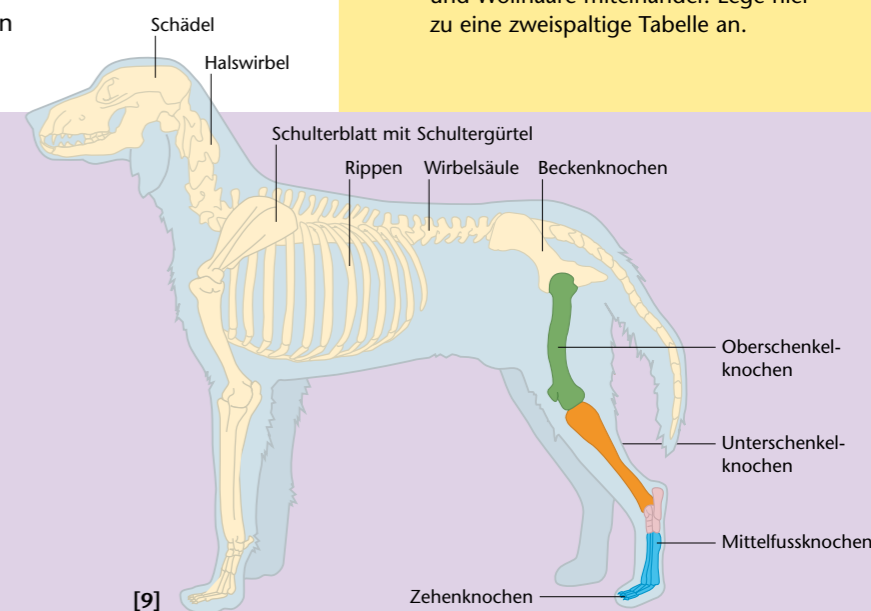 n
und Wollhaare miteinander. Lege hier-
zu eine zweispaltige Tabelle an.
Schädel
Halswirbel
Schulterblatt mit Schultergürtel
Rippen
Wirbelsäule
Beckenknochen
Oberschenkel-
knochen
Unterschenkel-
knochen
Mittelfussknochen
Zehenknochen
[9]